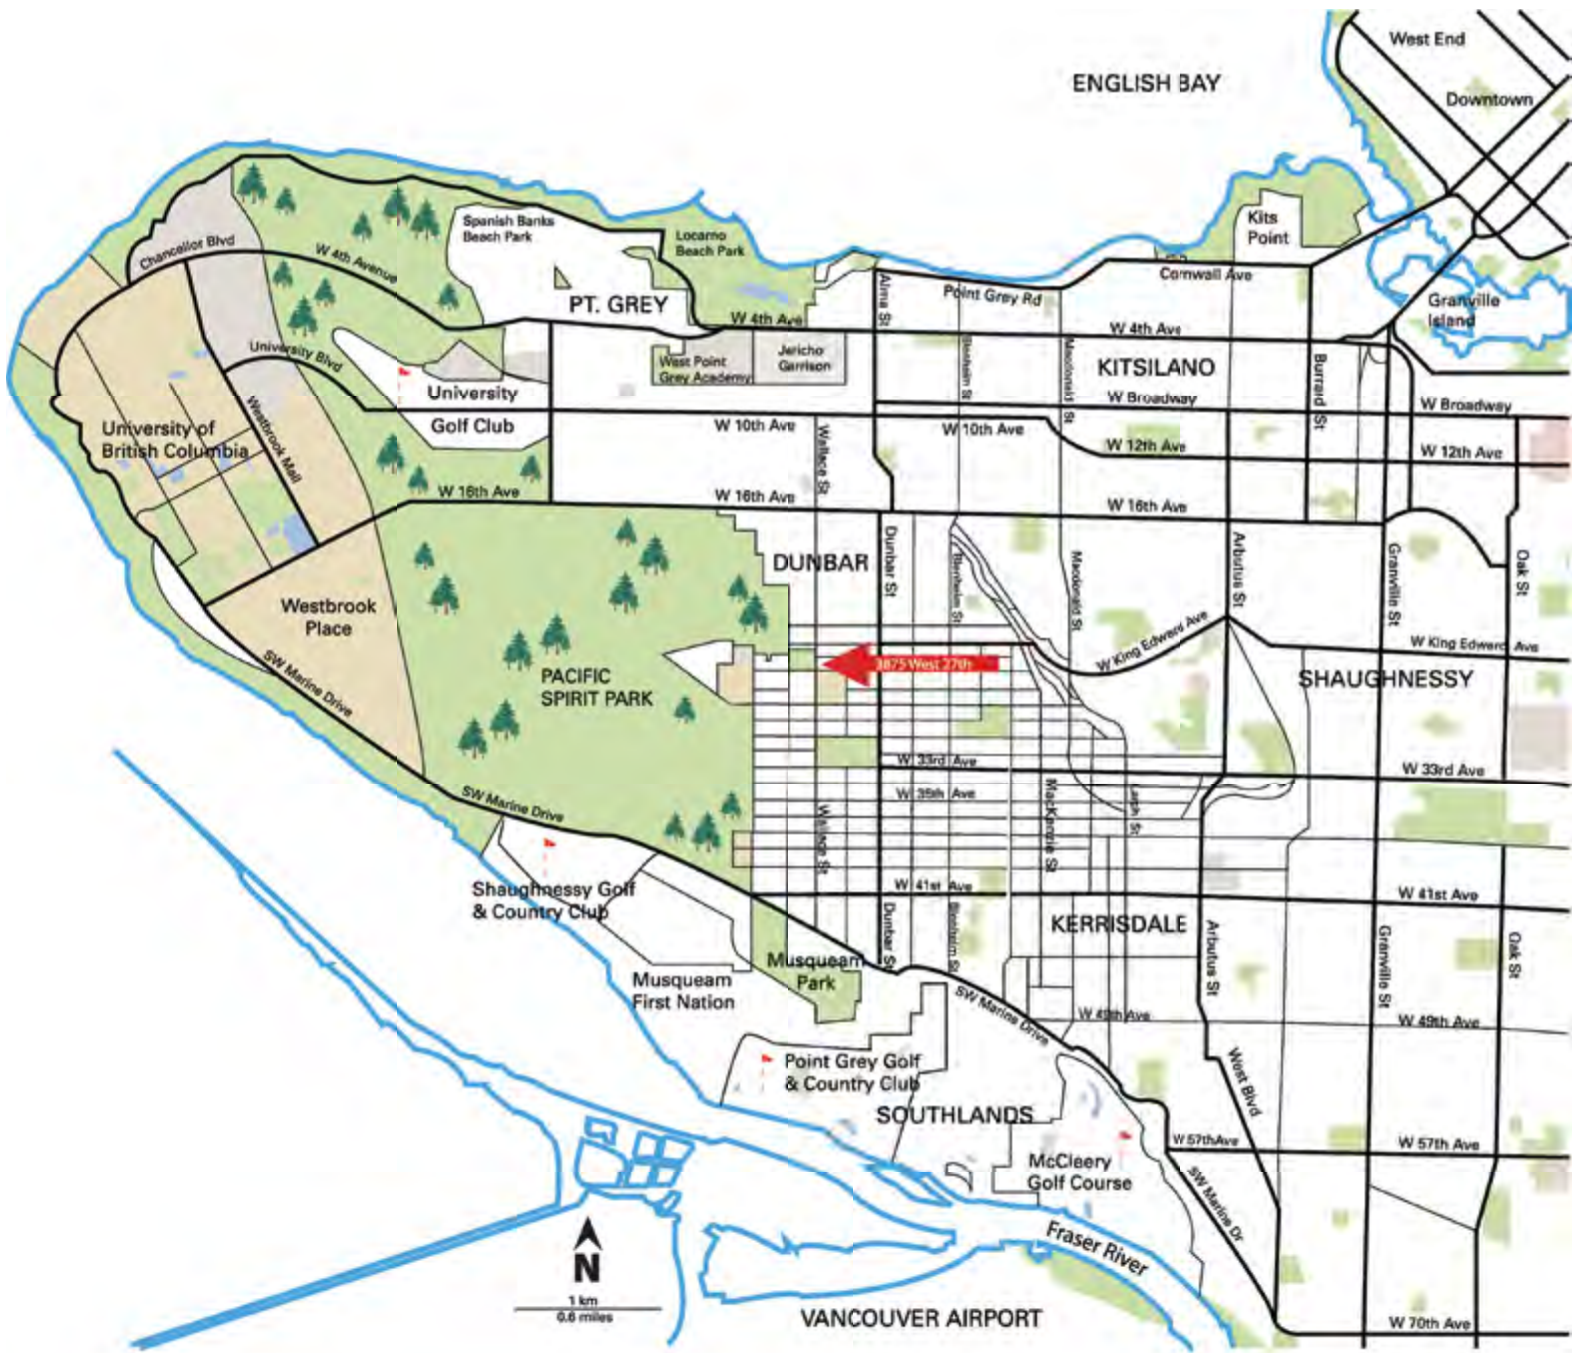 West End
ENGLISH BAY
Downtown
Spanish Banks
Beach Park
Kits
Point
Locarno
Beach Park
Chancellor Blvd
W 4th Avenue
Cornwall Ave
Alma St
Point Grey Rd
PT. GREY
Granville
Island
W 4th Ave
W 4th Ave
University Blvd
West Point
Grey Academy
Jericho
Garrison
Blenheim St
Macdonald St
KITSILANO
Burrard St
University
Golf Club
W Broadway
W Broadway
University of
British Columbia
Westbrook Mall
W 10th Ave
W 10th Ave
Wallace St
W 12th Ave
W 12th Ave
W 16th Ave
W 16th Ave
W 16th Ave
DUNBAR
Dunbar St
Blenheim St
Macdonald St
Arbutus St
Granville St
Oak St
Westbrook
Place
W King Edward Ave
W King Edward Ave
SW Marine Drive
PACIFIC
SPIRIT PARK
3875 West 27th
SHAUGHNESSY
W 33rd Ave
W 33rd Ave
SW Marine Drive
W 35th Ave
Wallace St
MacKenzie St
Shaughnessy Golf
& Country Club
W 41st Ave
W 41st Ave
KERRISDALE
Dunbar St
Blenheim St
Arbutus St
Granville St
Oak St
Musqueam
Park
Musqueam
First Nation
SW Marine Drive
W 49th Ave
W 49th Ave
Point Grey Golf
& Country Club
West Blvd
SOUTHLANDS
W 57thAve
W 57th Ave
McCleery
Golf Course
SW Marine Dr
Fraser River
N
1 km
0.6 miles
VANCOUVER AIRPORT
W 70th Ave